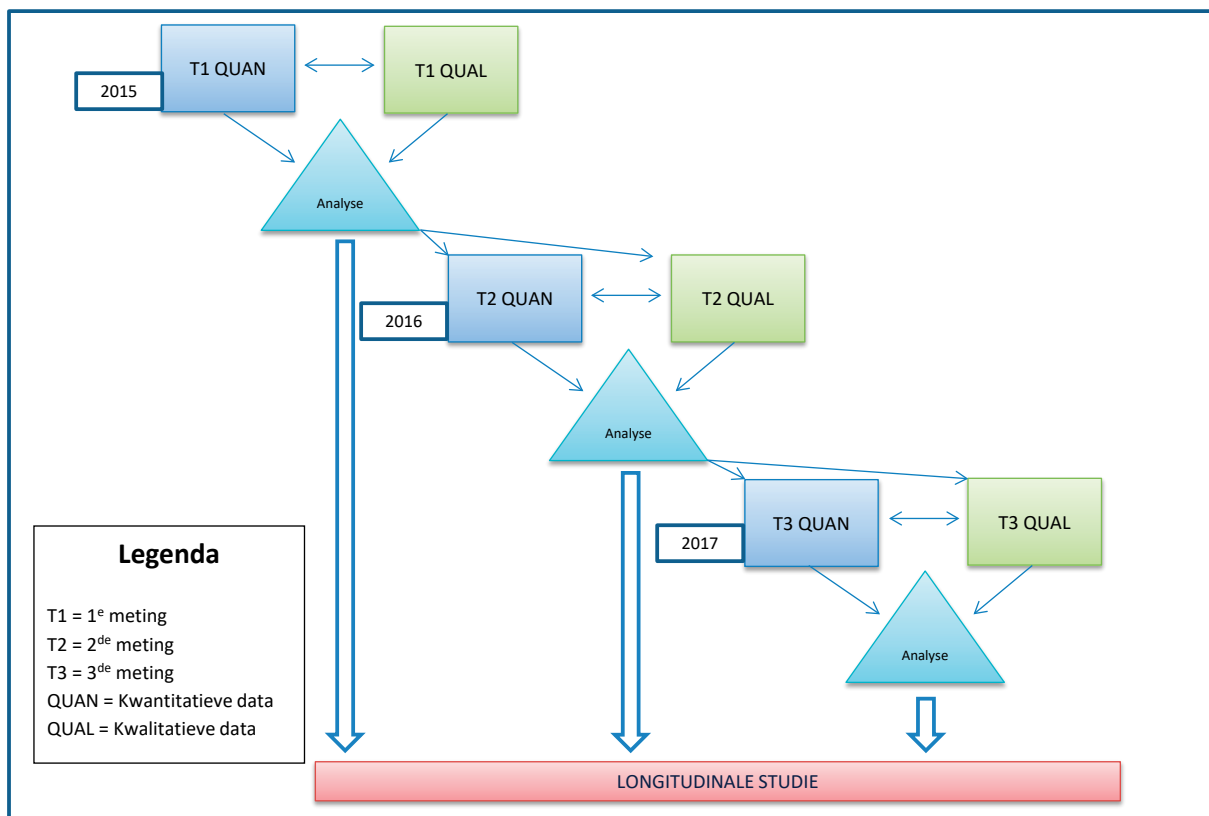 T1 QUAN
T1 QUAL
2015
Analyse
T2 QUAN
T2 QUAL
2016
Analyse
T3 QUAN
T3 QUAL
2017
Analyse
Legenda
T1 = 1e meting
T2 = 2de meting
T3 = 3de meting
QUAN = Kwantitatieve data
QUAL = Kwalitatieve data
LONGITUDINALE STUDIE